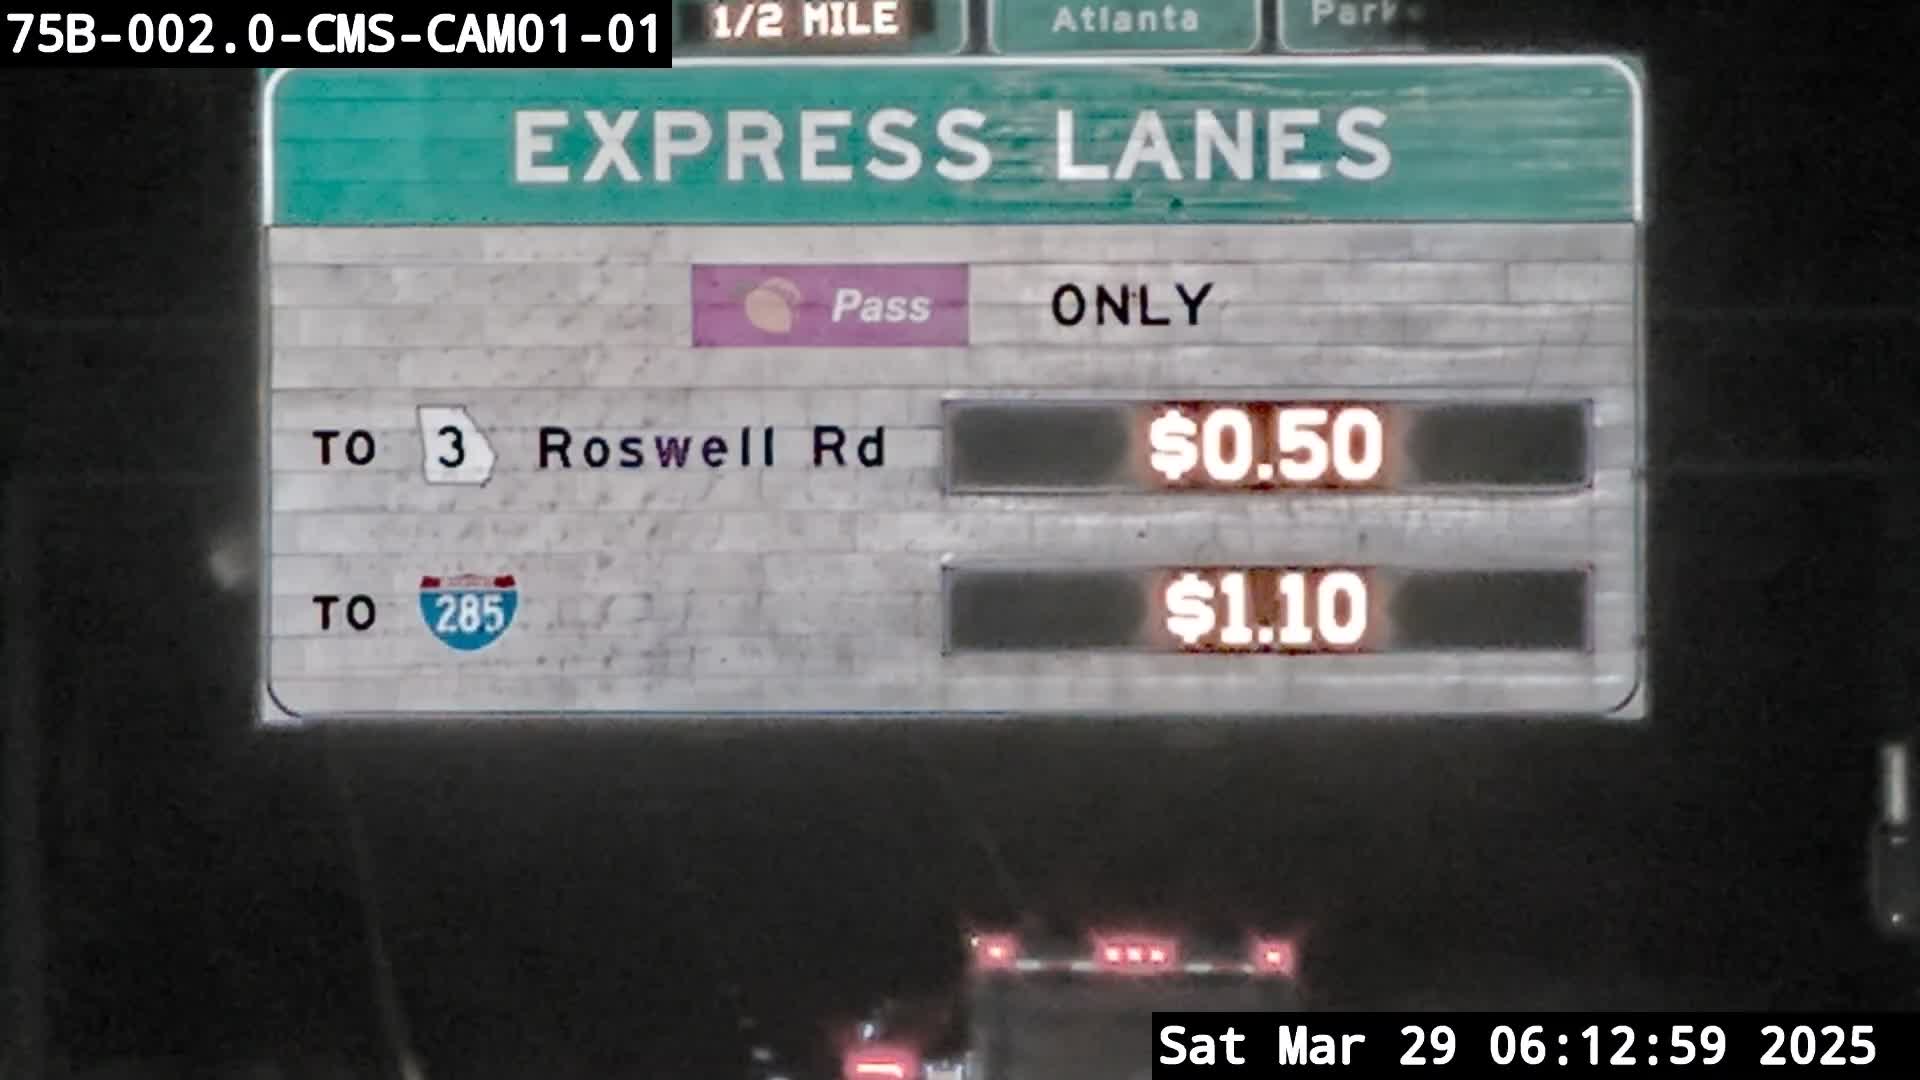 75B-002.0-CMS-CAM01-01
1/2 MILE
Atlanta
Park
EXPRESS LANES
Pass ONLY
TO 3 Roswell Rd $0.50
TO 285 $1.10
Sat Mar 29 06:12:59 2025